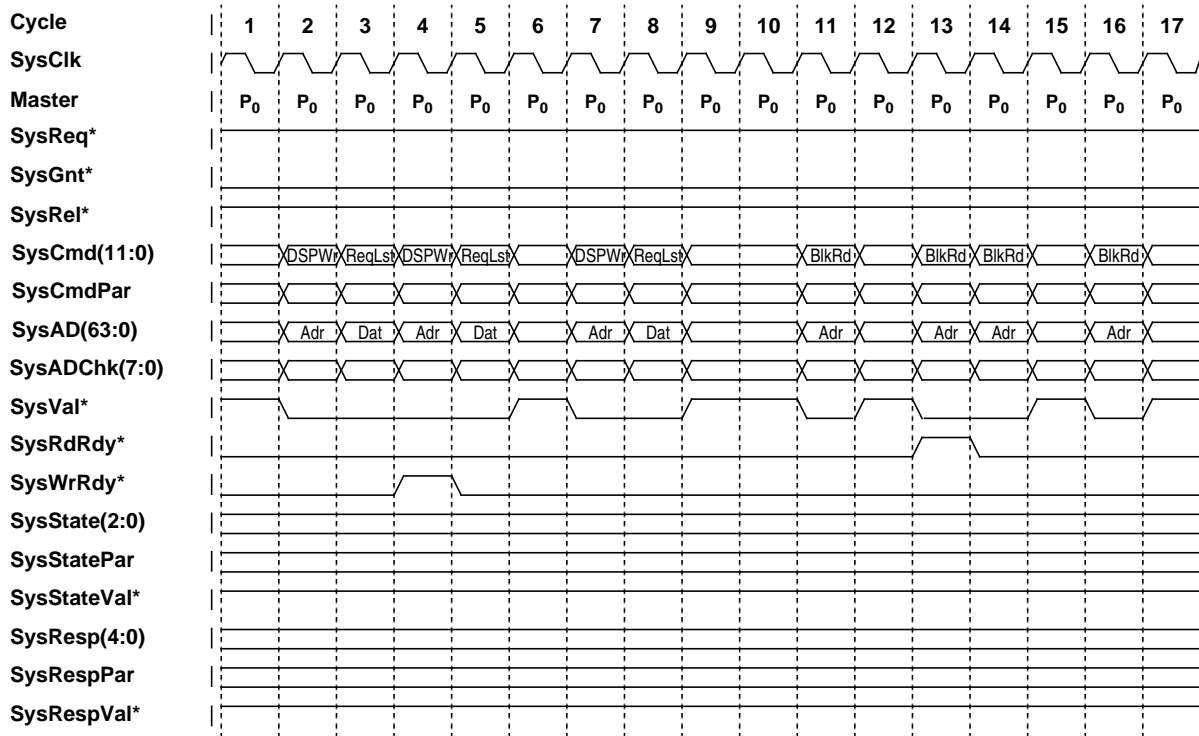 Cycle | 1 2 3 4 5 6 7 8 9 10 11 12 13 14 15 16 17
SysClk |
Master | P0 P0 P0 P0 P0 P0 P0 P0 P0 P0 P0 P0 P0 P0 P0 P0 P0
SysReq* |
SysGnt* |
SysRel* |
SysCmd(11:0) | DSPWr ReqLst DSPWr ReqLst DSPWr ReqLst BlkRd BlkRd BlkRd BlkRd
SysCmdPar |
SysAD(63:0) | Adr Dat Adr Dat Adr Dat Adr Adr Adr Adr
SysADChk(7:0) |
SysVal* |
SysRdRdy* |
SysWrRdy* |
SysState(2:0) |
SysStatePar |
SysStateVal* |
SysResp(4:0) |
SysRespPar |
SysRespVal* |